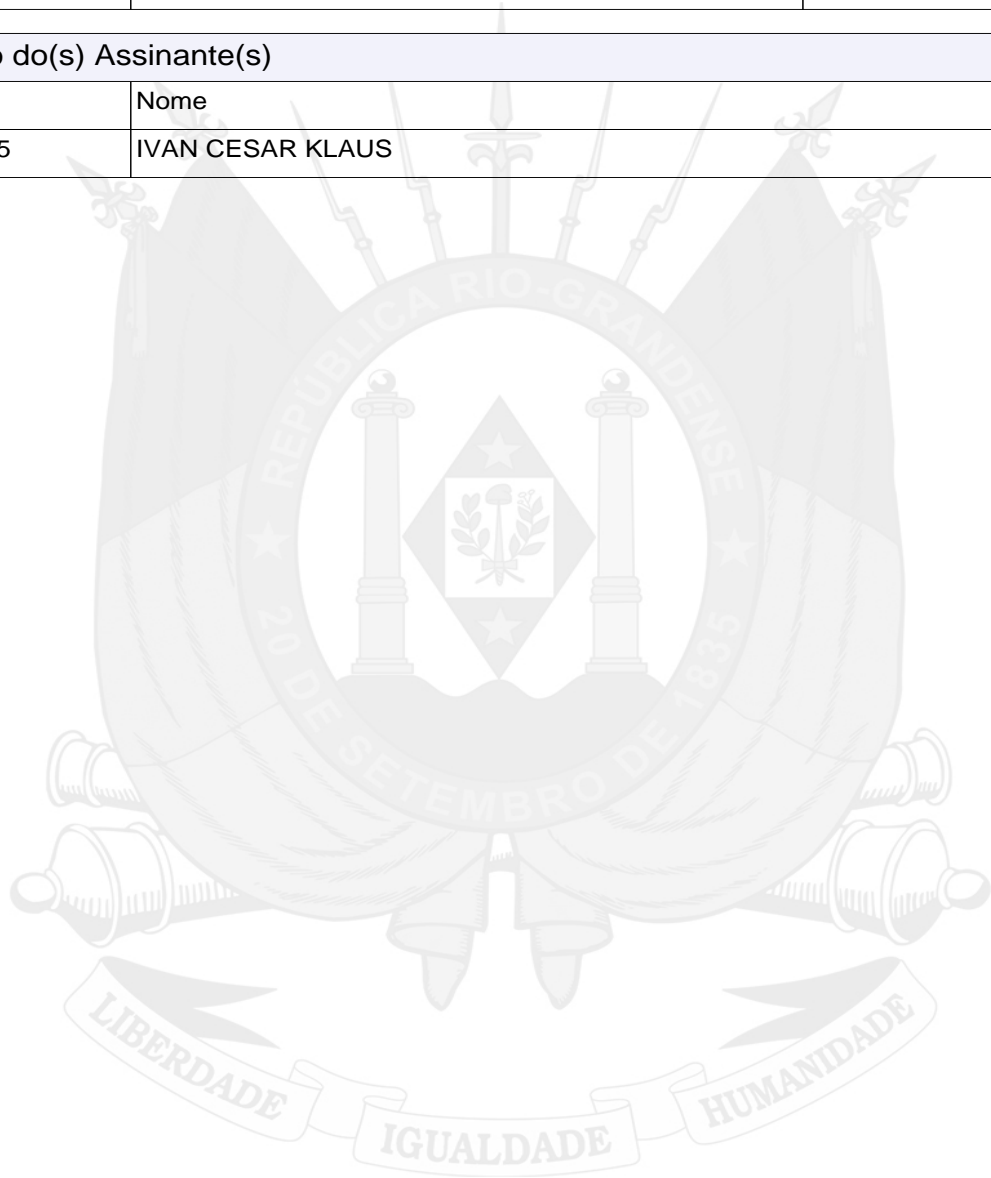 o do(s) Assinante(s)
Nome
5 IVAN CESAR KLAUS
REPÚBLICA RIO-GRANDENSE
20 DE SETEMBRO DE 1835
LIBERDADE IGUALDADE HUMANIDADE